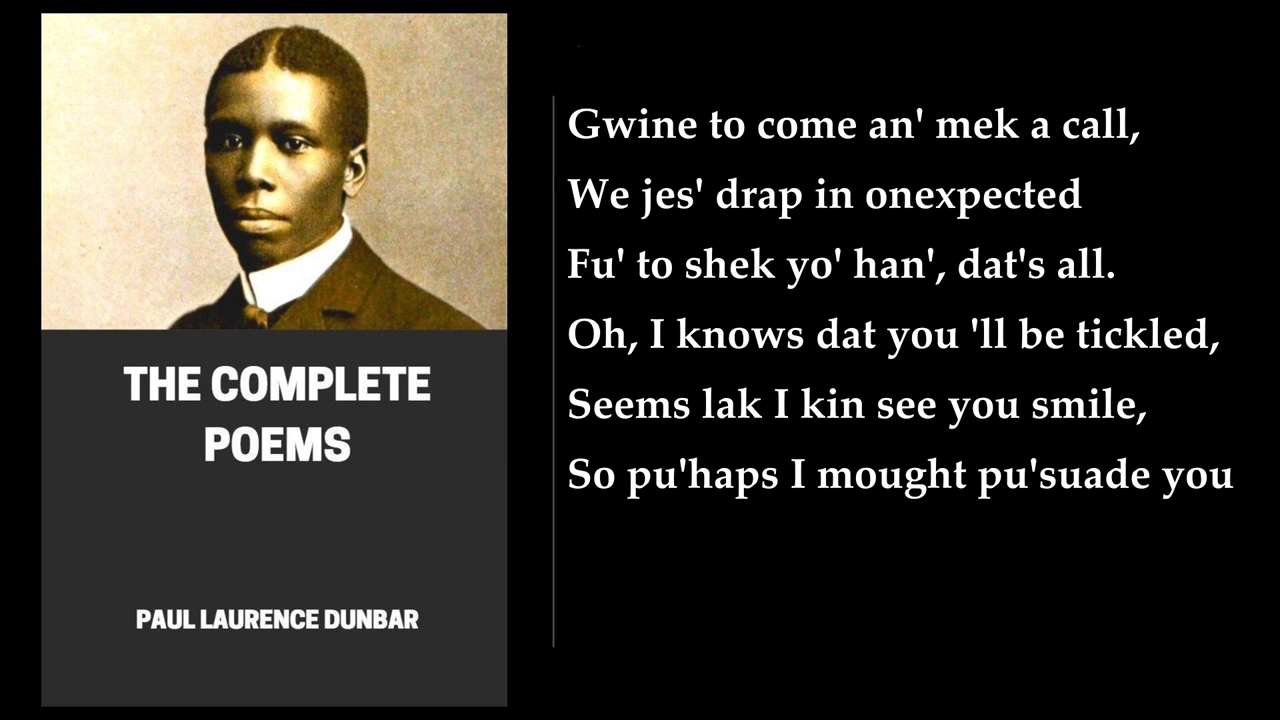 THE COMPLETE
POEMS
PAUL LAURENCE DUNBAR
Gwine to come an' mek a call,
We jes' drap in onexpected
Fu' to shek yo' han', dat's all.
Oh, I knows dat you 'll be tickled,
Seems lak I kin see you smile,
So pu'haps I mought pu'suade you